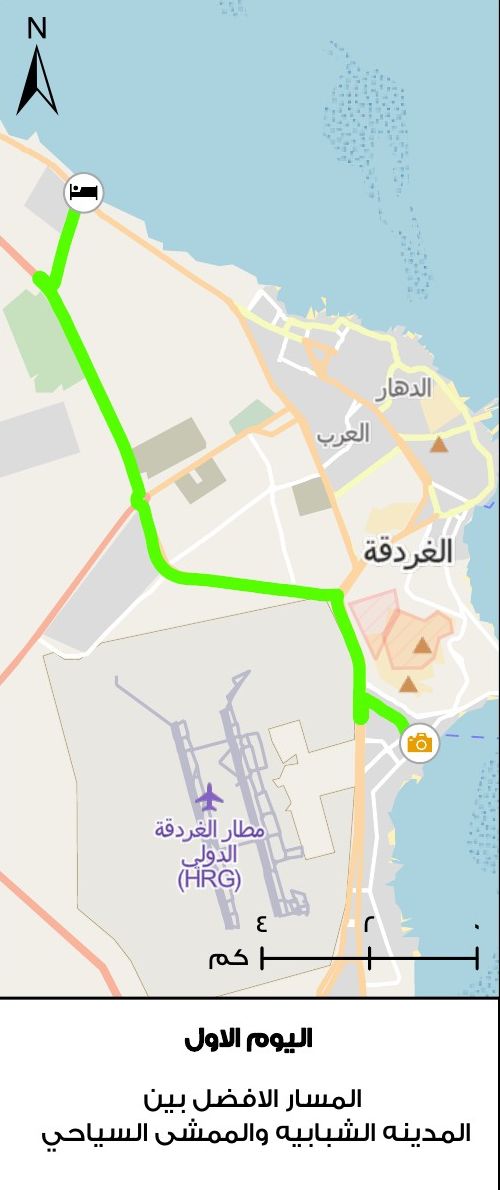 N
الدهار
العرب
الغردقة
مطار الغردقة
الدولي
(HRG)
٤ ٢ ٠
كم
اليوم الاول
المسار الافضل بين
المدينه الشبابيه والممشى السياحي